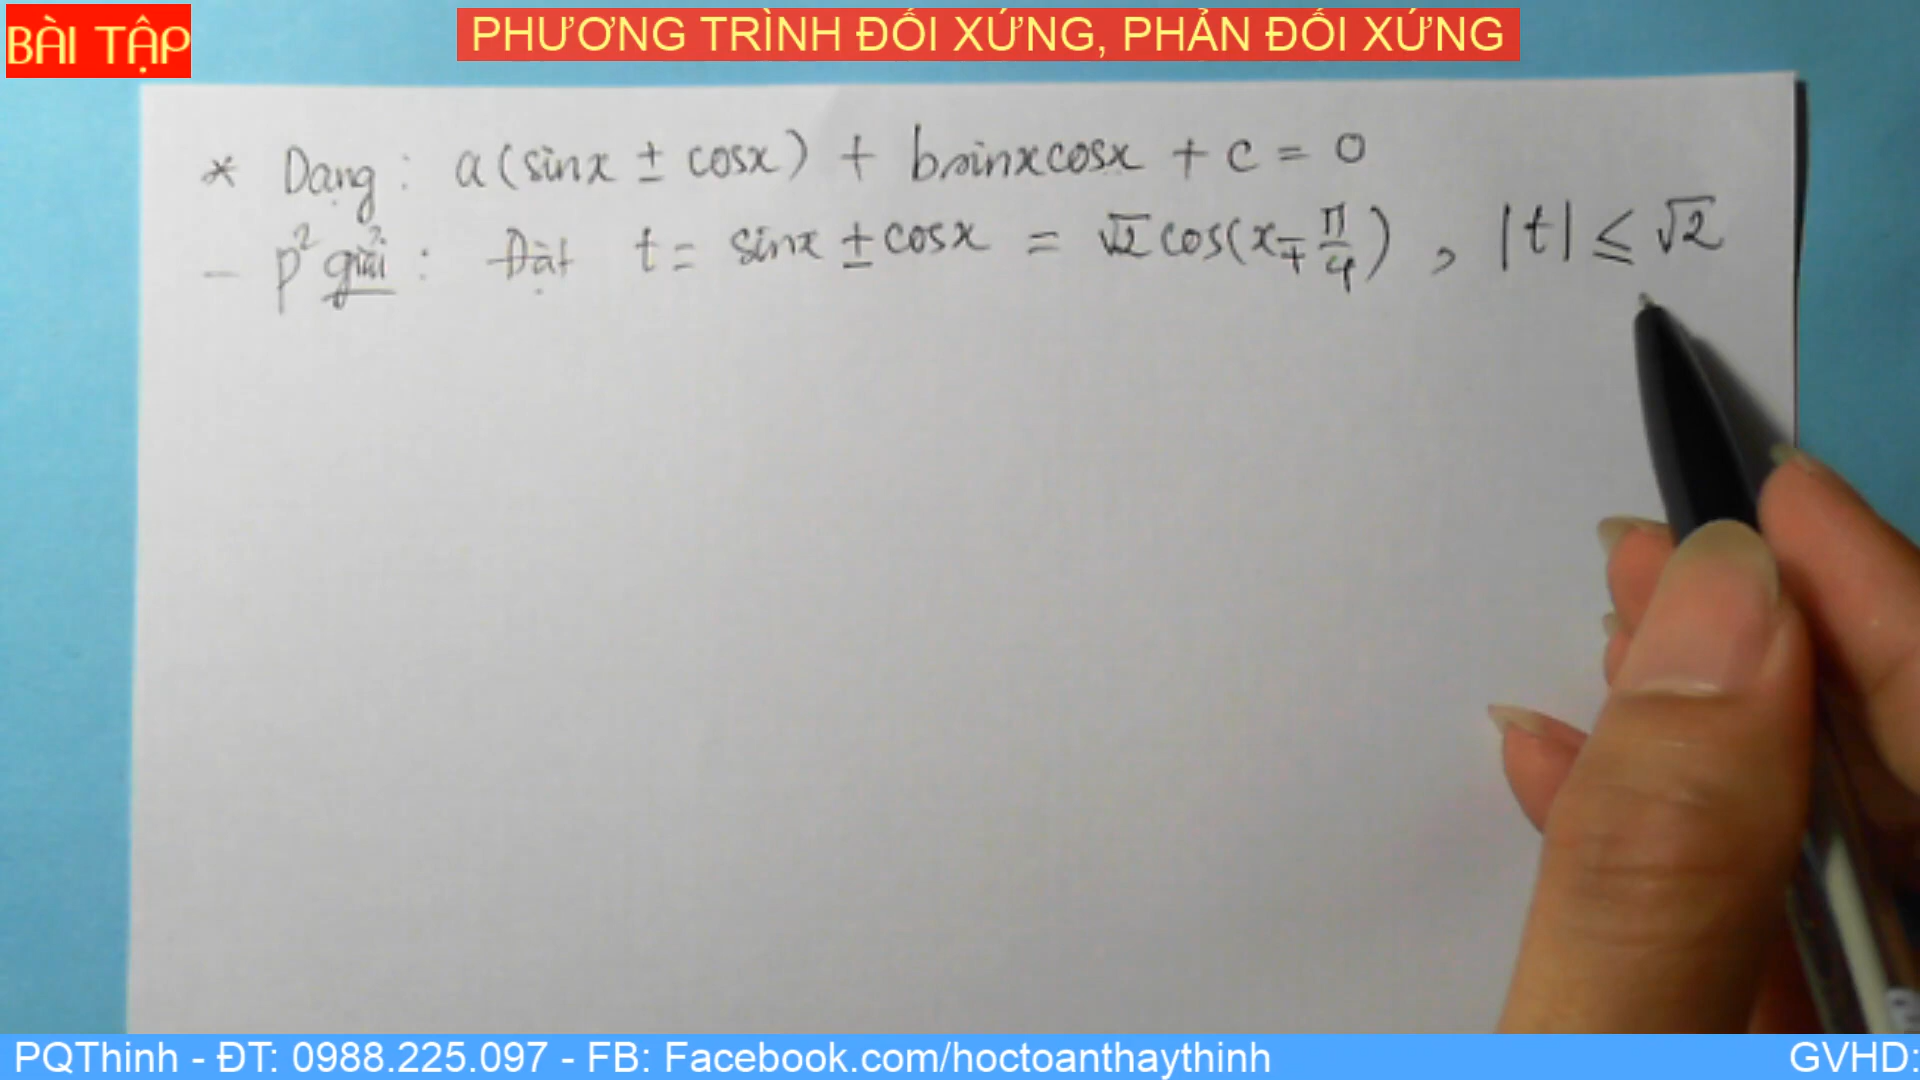 BÀI TẬP
PHƯƠNG TRÌNH ĐỐI XỨNG, PHẢN ĐỐI XỨNG
* Dạng : a(sinx ± cosx) + bsinxcosx + c = 0
- p² giải : Đặt t = sinx ± cosx = √2 cos(x ∓ π/4) , |t| ≤ √2
PQThinh - ĐT: 0988.225.097 - FB: Facebook.com/hoctoanthaythinh GVHD: